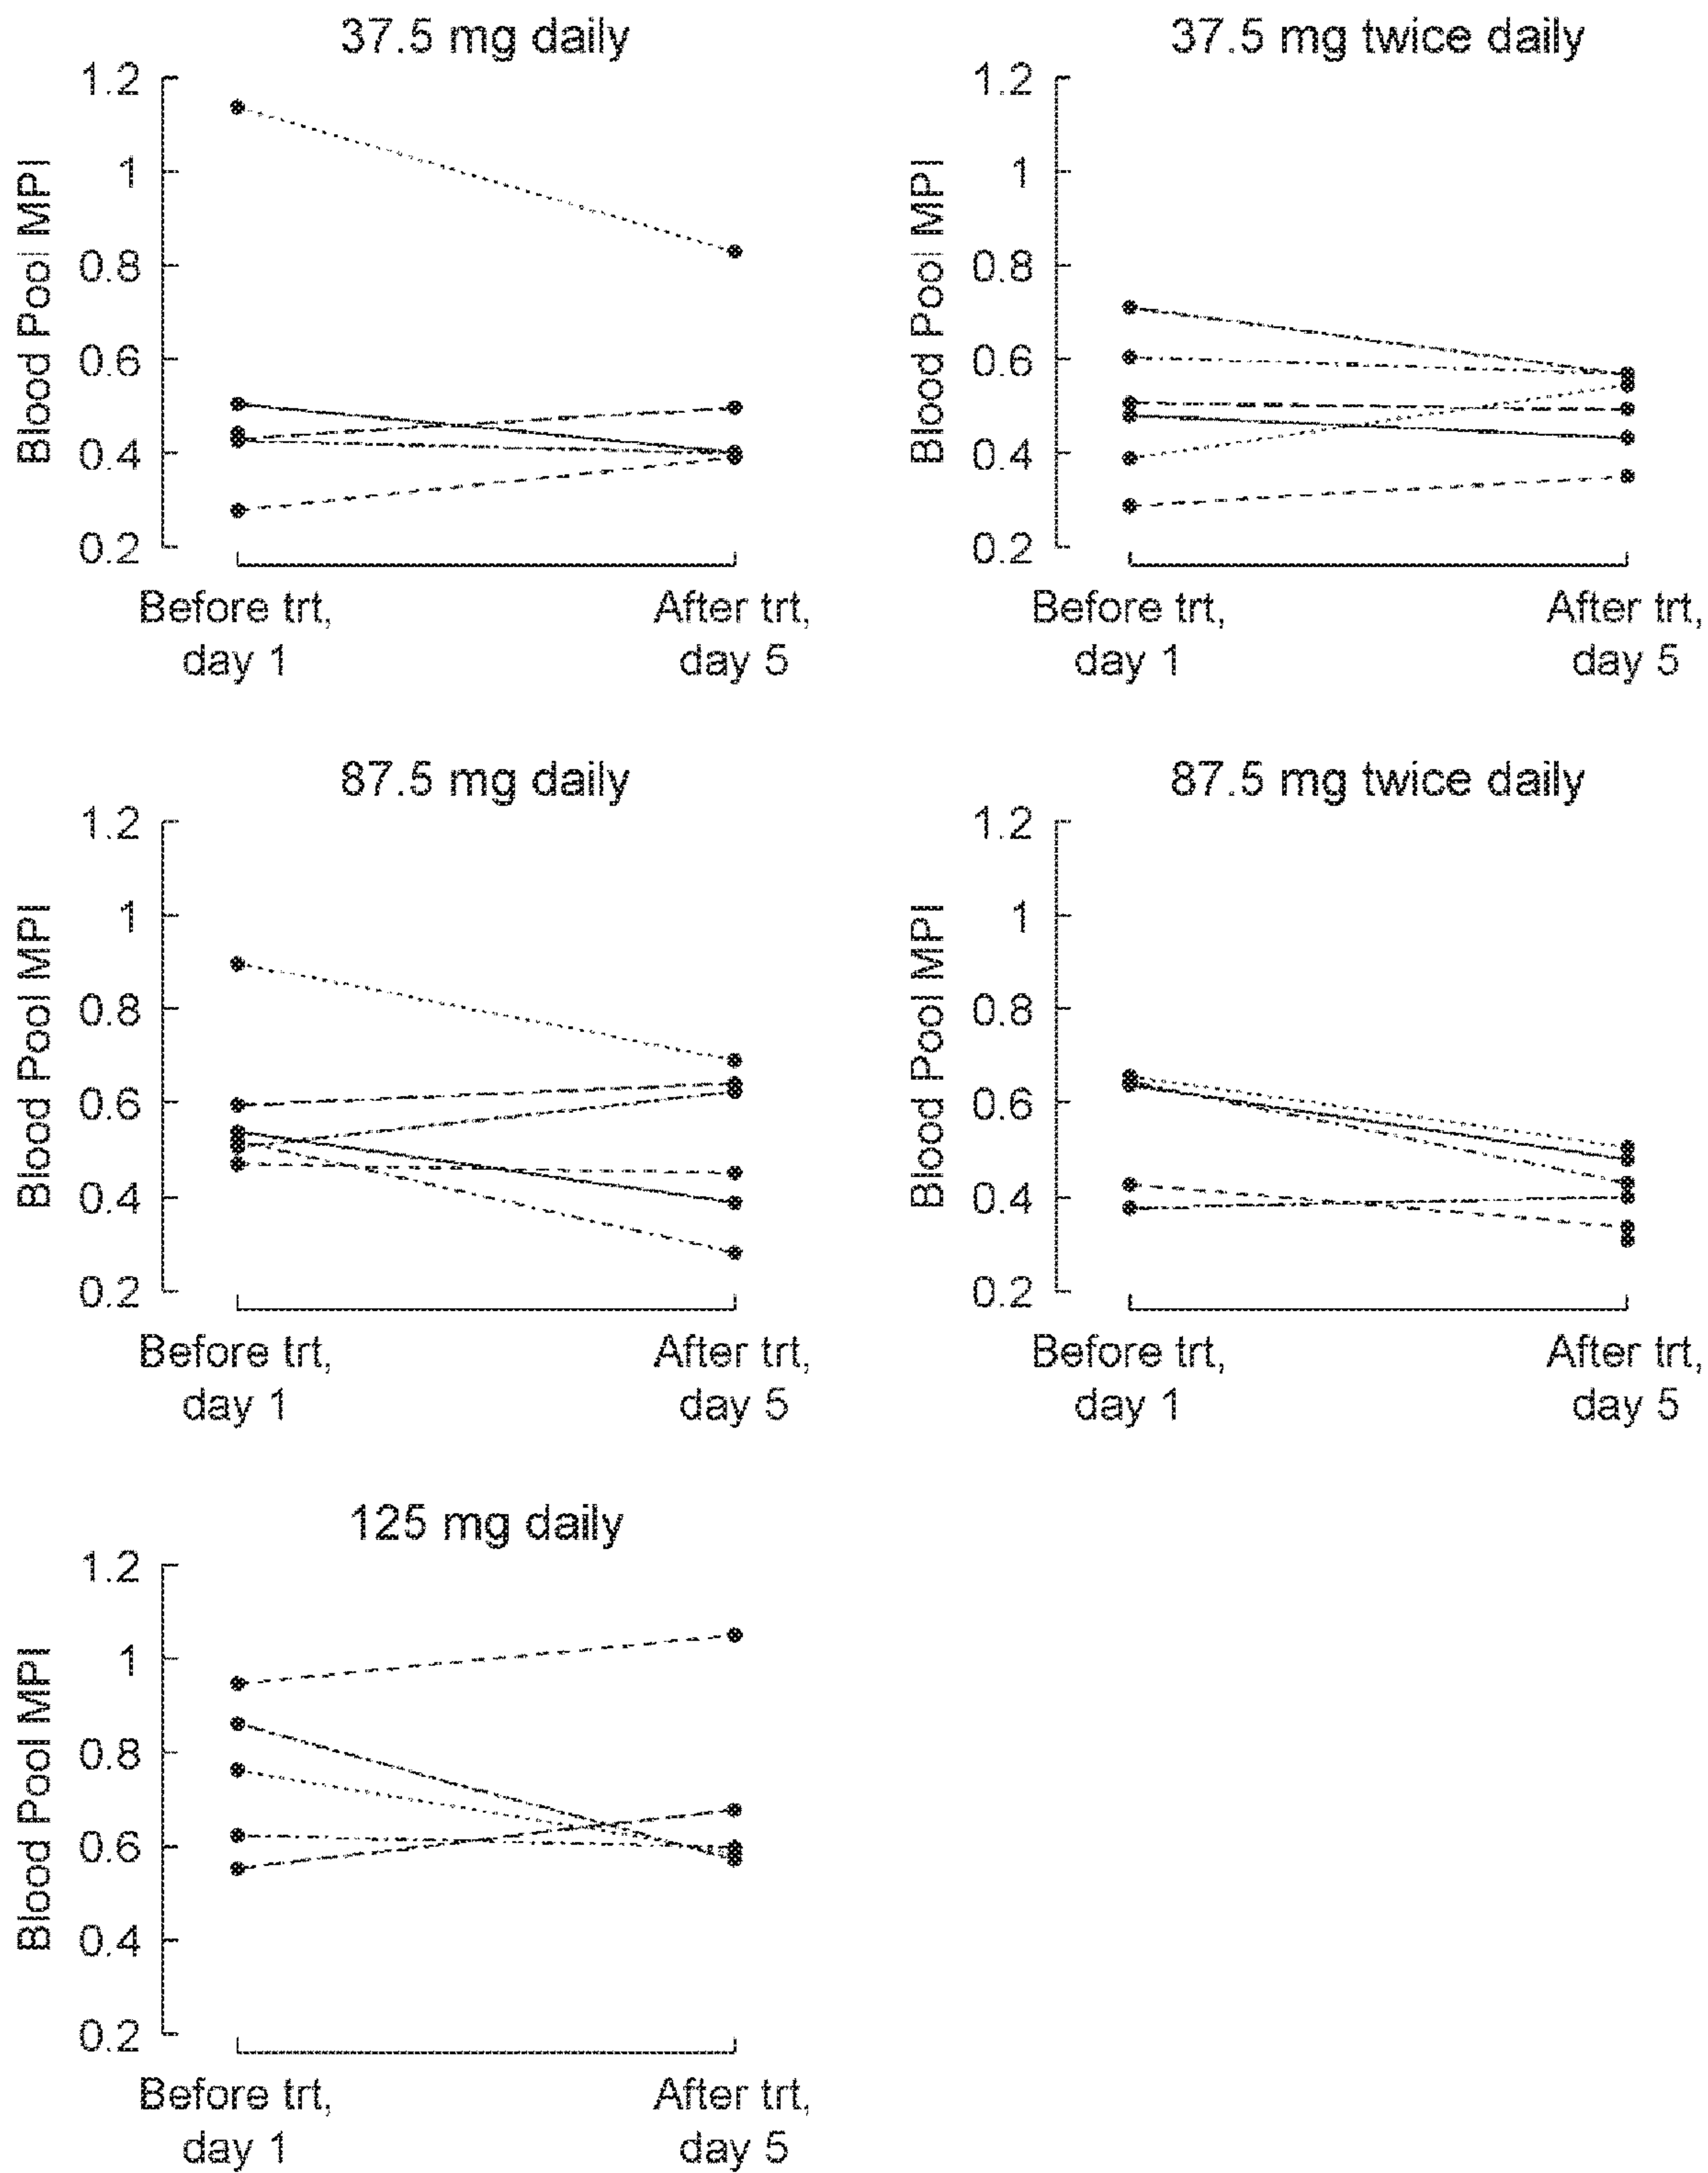 37.5 mg daily
1.2
1
0.8
0.6
0.4
0.2
Blood Pool MPI
Before trt,
day 1
After trt,
day 5
37.5 mg twice daily
1.2
1
0.8
0.6
0.4
0.2
Blood Pool MPI
Before trt,
day 1
After trt,
day 5
87.5 mg daily
1.2
1
0.8
0.6
0.4
0.2
Blood Pool MPI
Before trt,
day 1
After trt,
day 5
87.5 mg twice daily
1.2
1
0.8
0.6
0.4
0.2
Blood Pool MPI
Before trt,
day 1
After trt,
day 5
125 mg daily
1.2
1
0.8
0.6
0.4
0.2
Blood Pool MPI
Before trt,
day 1
After trt,
day 5